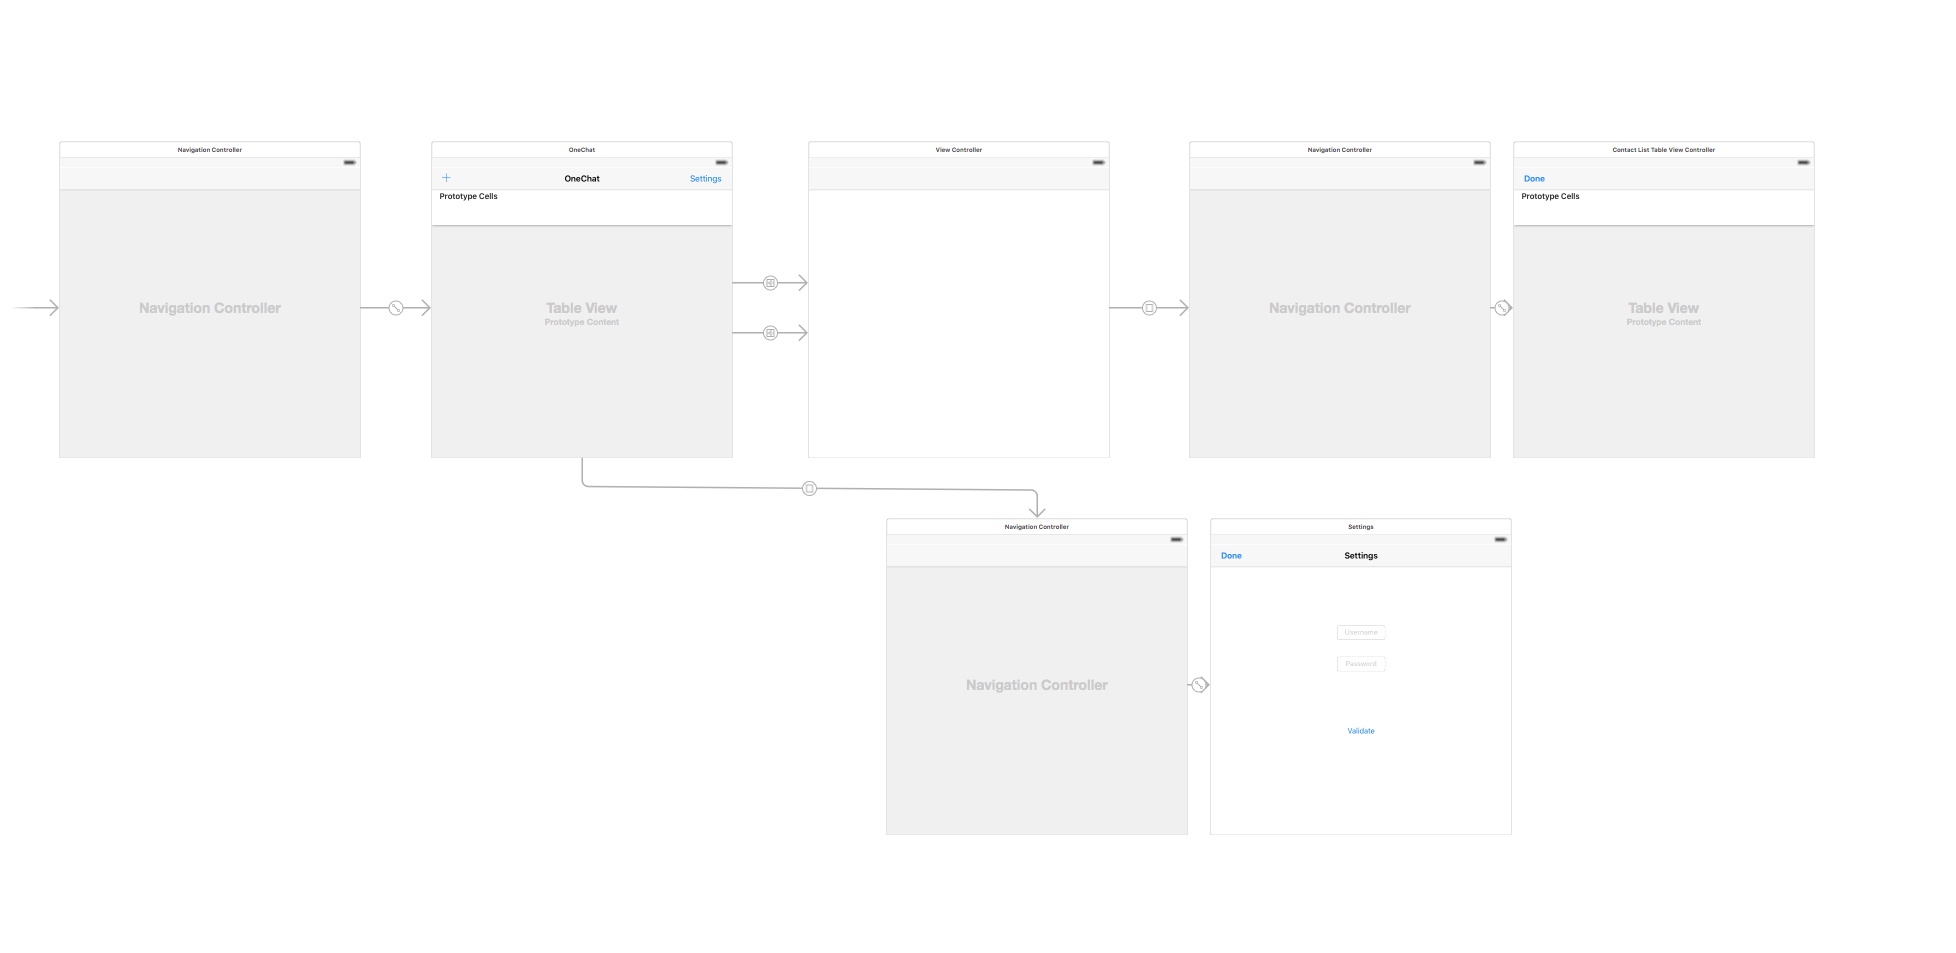 Navigation Controller
Navigation Controller
OneChat
OneChat
Settings
Prototype Cells
Table View
Prototype Content
View Controller
Navigation Controller
Navigation Controller
Contact List Table View Controller
Done
Prototype Cells
Table View
Prototype Content
Navigation Controller
Navigation Controller
Settings
Done
Settings
Username
Password
Validate